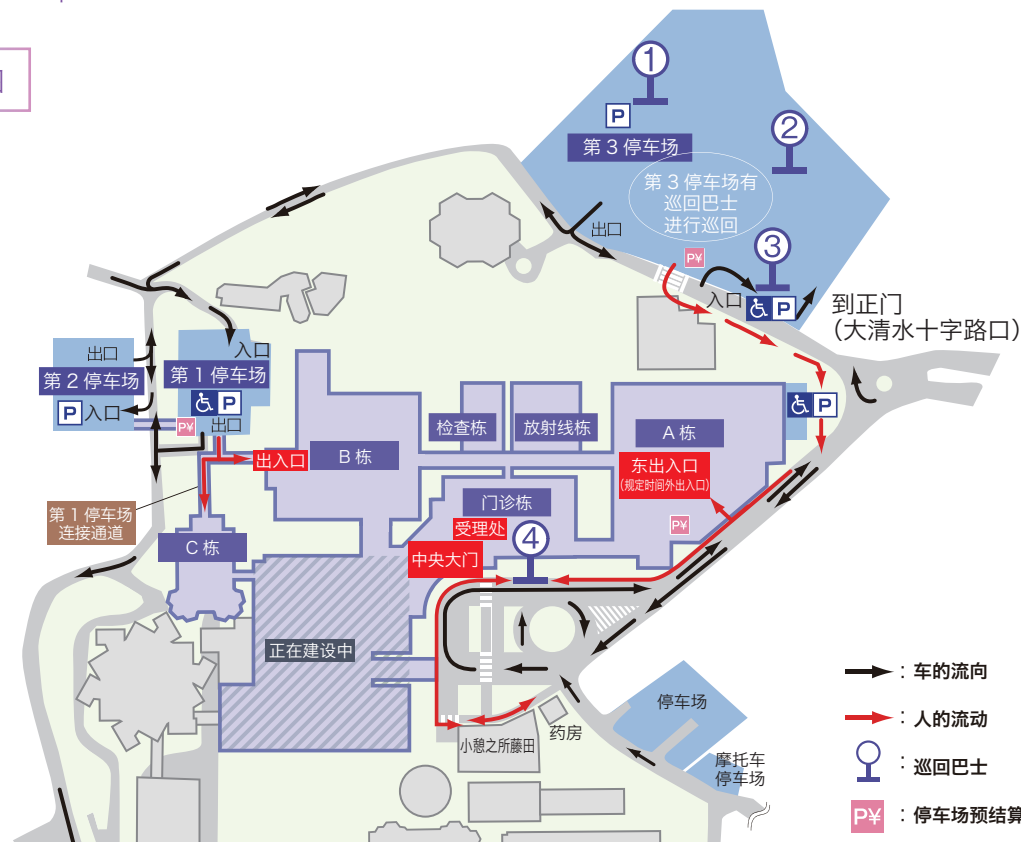 1
P
第 3 停车场
2
第 3 停车场有
巡回巴士
进行巡回
出口
P¥
3
入口
P
到正门
（大清水十字路口）
出口
第 2 停车场
P 入口
入口
第 1 停车场
P
出口
P¥
出入口
B 栋
检查栋
放射线栋
A 栋
P
东出入口
（规定时间外出入口）
P¥
门诊栋
受理处
4
中央大门
第 1 停车场
连接通道
C 栋
正在建设中
小憩之所藤田
药房
停车场
摩托车
停车场
：车的流向
：人的流动
：巡回巴士
P¥ ：停车场预结算